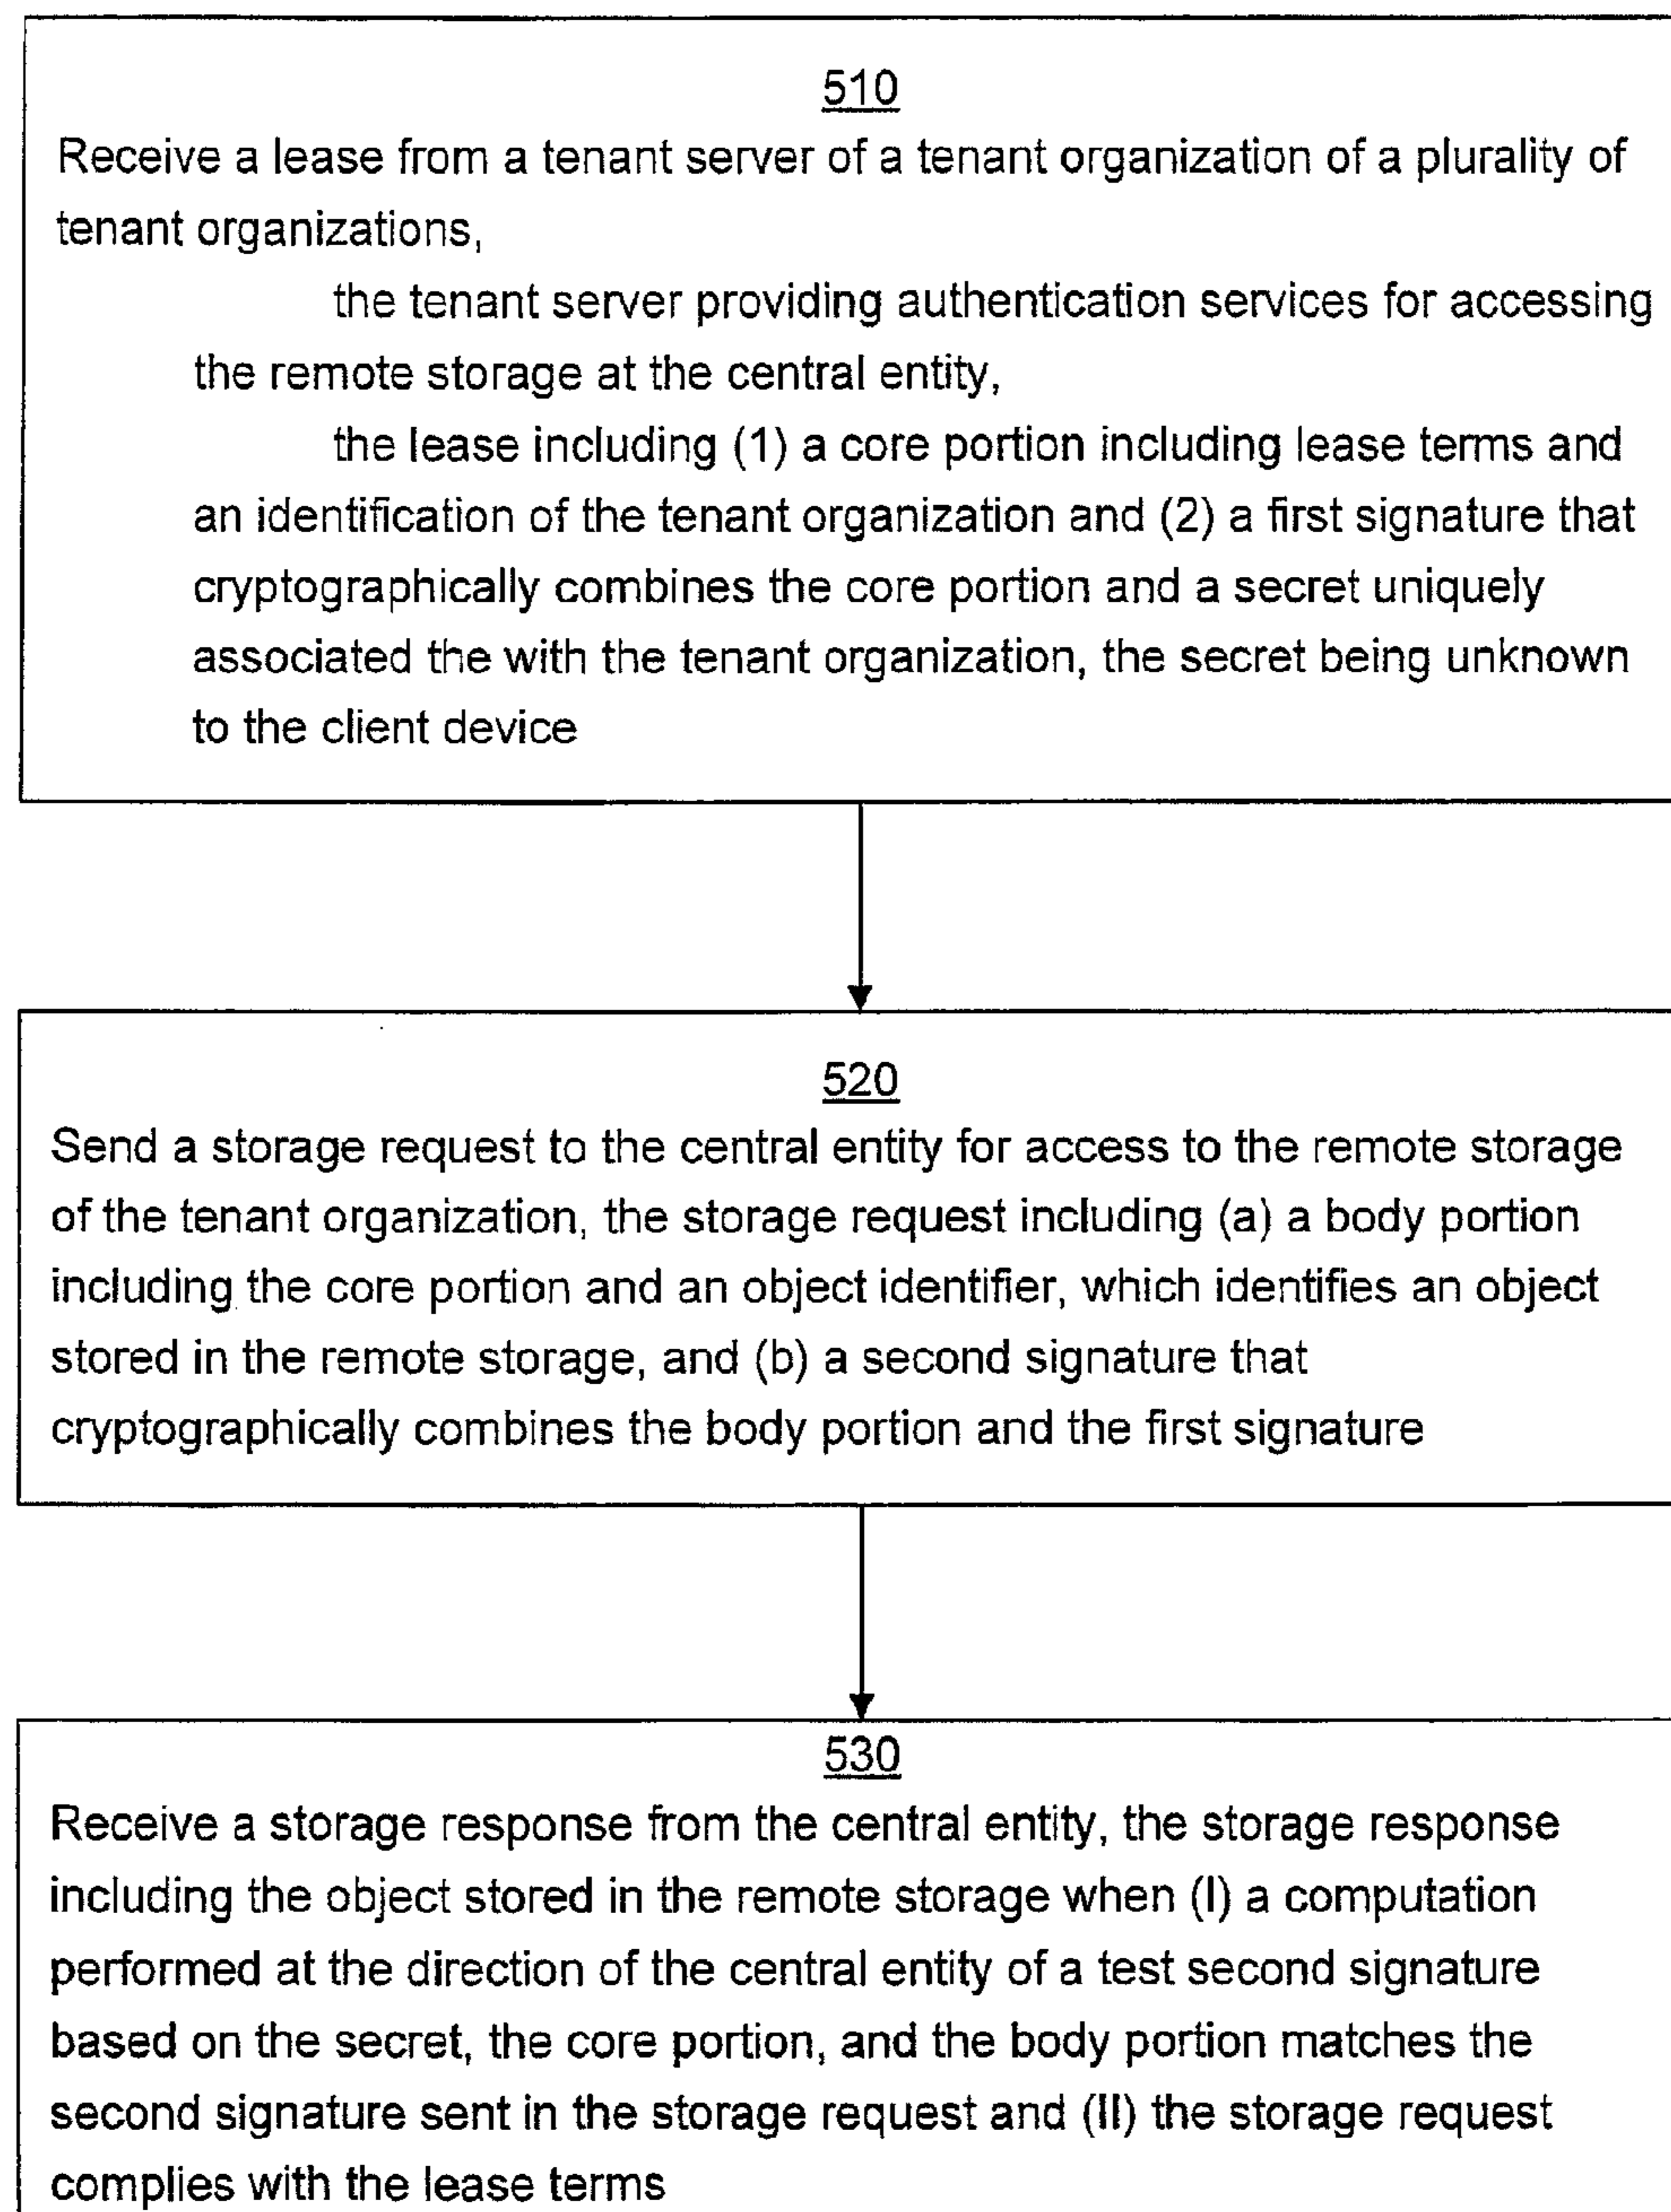 510
Receive a lease from a tenant server of a tenant organization of a plurality of
tenant organizations,
the tenant server providing authentication services for accessing
the remote storage at the central entity,
the lease including (1) a core portion including lease terms and
an identification of the tenant organization and (2) a first signature that
cryptographically combines the core portion and a secret uniquely
associated the with the tenant organization, the secret being unknown
to the client device
520
Send a storage request to the central entity for access to the remote storage
of the tenant organization, the storage request including (a) a body portion
including the core portion and an object identifier, which identifies an object
stored in the remote storage, and (b) a second signature that
cryptographically combines the body portion and the first signature
530
Receive a storage response from the central entity, the storage response
including the object stored in the remote storage when (I) a computation
performed at the direction of the central entity of a test second signature
based on the secret, the core portion, and the body portion matches the
second signature sent in the storage request and (II) the storage request
complies with the lease terms